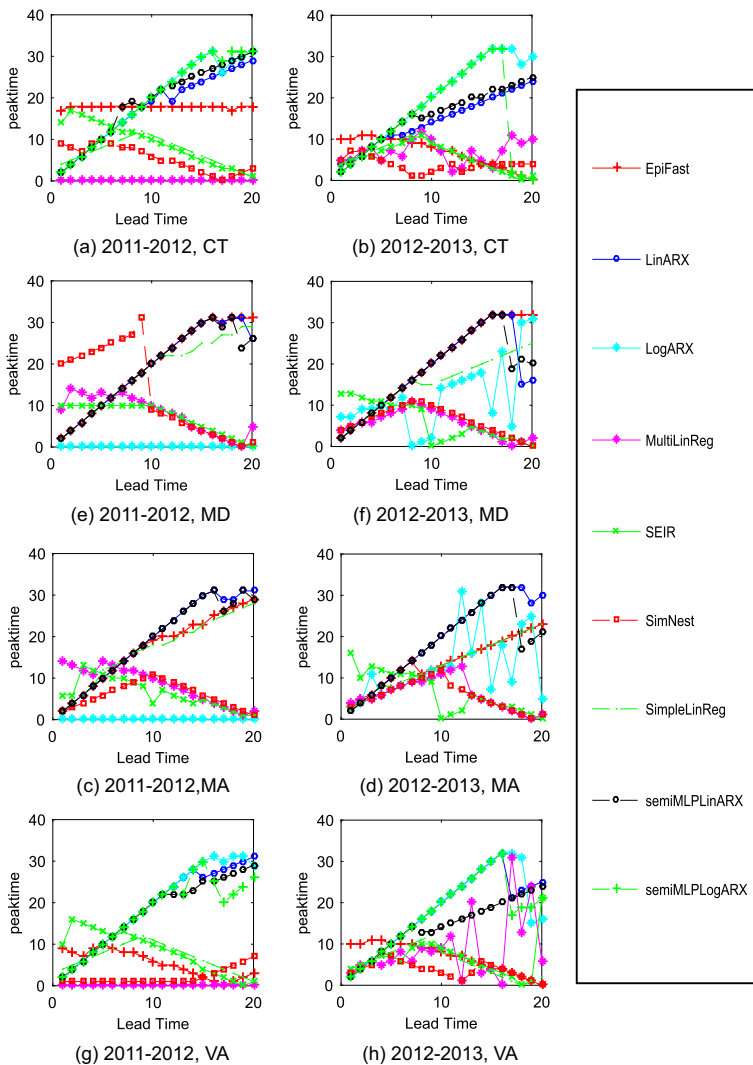 40
30
20
10
0
peaktime
0
10
20
Lead Time
(a) 2011-2012, CT
40
30
20
10
0
peaktime
0
10
20
Lead Time
(b) 2012-2013, CT
40
30
20
10
0
peaktime
0
10
20
Lead Time
(e) 2011-2012, MD
40
30
20
10
0
peaktime
0
10
20
Lead Time
(f) 2012-2013, MD
40
30
20
10
0
peaktime
0
10
20
Lead Time
(c) 2011-2012,MA
40
30
20
10
0
peaktime
0
10
20
Lead Time
(d) 2012-2013, MA
40
30
20
10
0
peaktime
0
10
20
Lead Time
(g) 2011-2012, VA
40
30
20
10
0
peaktime
0
10
20
Lead Time
(h) 2012-2013, VA
EpiFast
LinARX
LogARX
MultiLinReg
SEIR
SimNest
SimpleLinReg
semiMLPLinARX
semiMLPLogARX